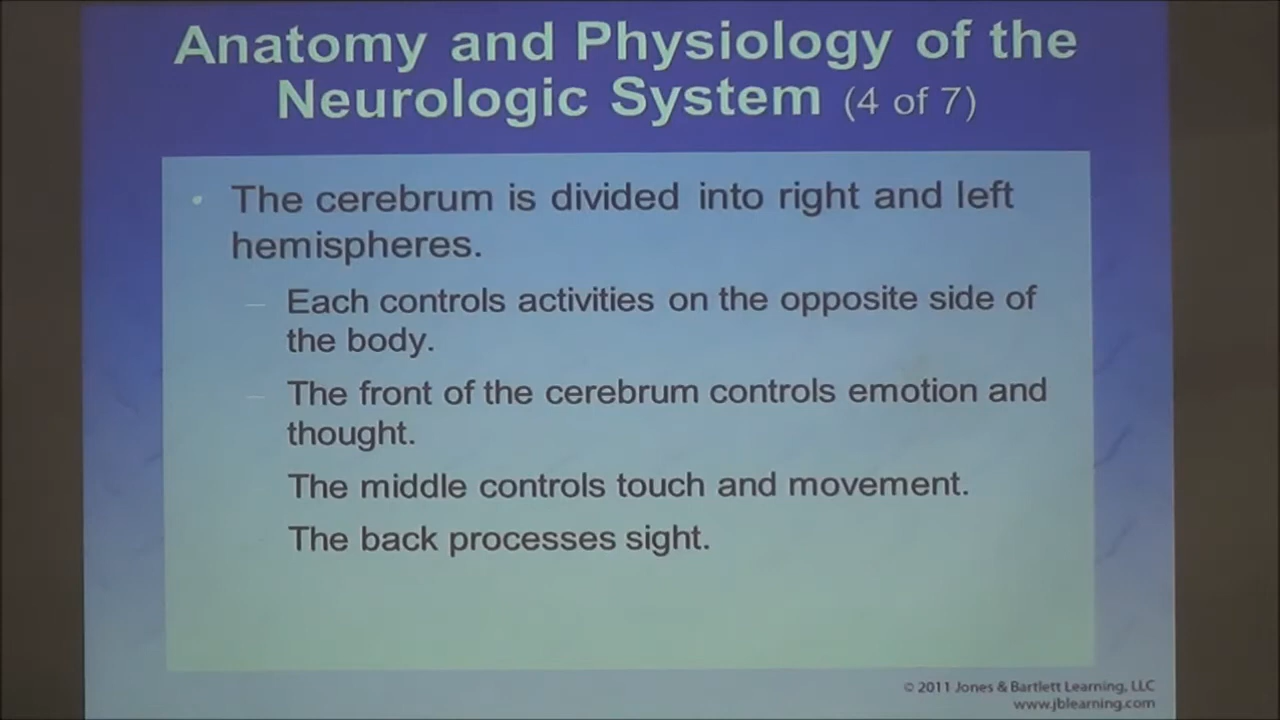 Anatomy and Physiology of the
Neurologic System (4 of 7)
• The cerebrum is divided into right and left
hemispheres.
– Each controls activities on the opposite side of
the body.
– The front of the cerebrum controls emotion and
thought.
The middle controls touch and movement.
The back processes sight.
© 2011 Jones & Bartlett Learning, LLC
www.jblearning.com